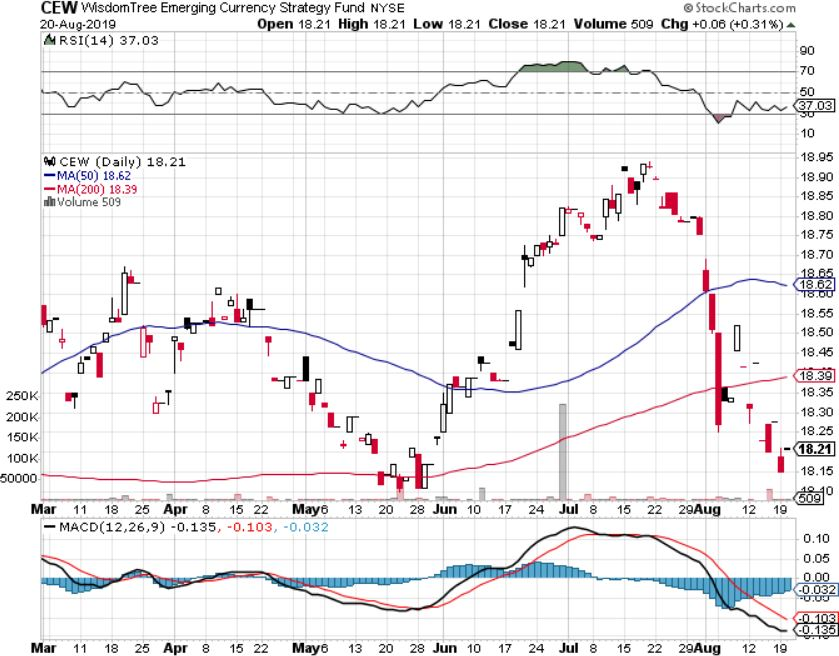 CEW WisdomTree Emerging Currency Strategy Fund NYSE © StockCharts.com
20-Aug-2019 Open 18.21 High 18.21 Low 18.21 Close 18.21 Volume 509 Chg +0.06 (+0.31%)
RSI(14) 37.03
90
70
50 50
37.03
30 30
10 10
CEW (Daily) 18.21
MA(50) 18.62
MA(200) 18.39
Volume 509
18.95
18.90
18.85
18.80
18.75
18.70
18.65
18.62
18.60
18.55
18.50
18.45
18.39
18.35
250K
18.30
200K
18.25
150K
18.21
100K
18.15
50000
509
Mar 11 18 25 Apr 8 15 22 May 6 13 20 28 Jun 10 17 24 Jul 8 15 22 29 Aug 12 19
MACD(12,26,9) -0.135, -0.103, -0.032
0.10
0.05
0.00
-0.032
-0.103
-0.135
Mar 11 18 25 Apr 8 15 22 May 6 13 20 28 Jun 10 17 24 Jul 8 15 22 29 Aug 12 19